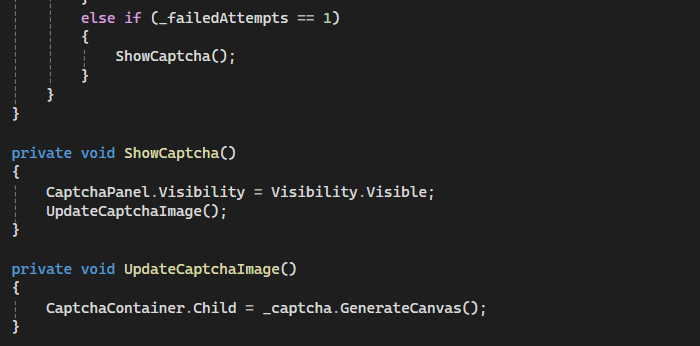 }
else if (_failedAttempts == 1)
{
ShowCaptcha();
}
}
}
private void ShowCaptcha()
{
CaptchaPanel.Visibility = Visibility.Visible;
UpdateCaptchaImage();
}
private void UpdateCaptchaImage()
{
CaptchaContainer.Child = _captcha.GenerateCanvas();
}